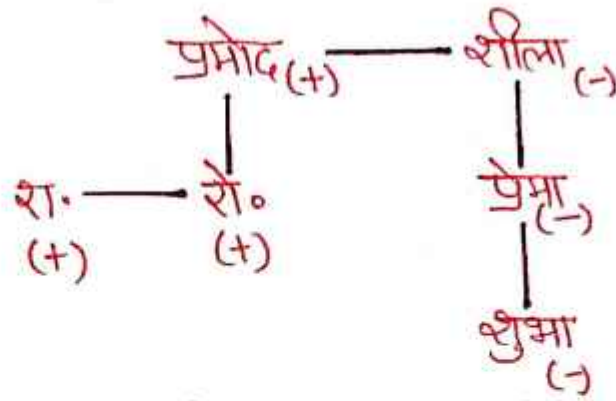 प्रमोद (+) शीला (-)
रा. रो० प्रेमा (-)
(+) (+)
शुभा (-)